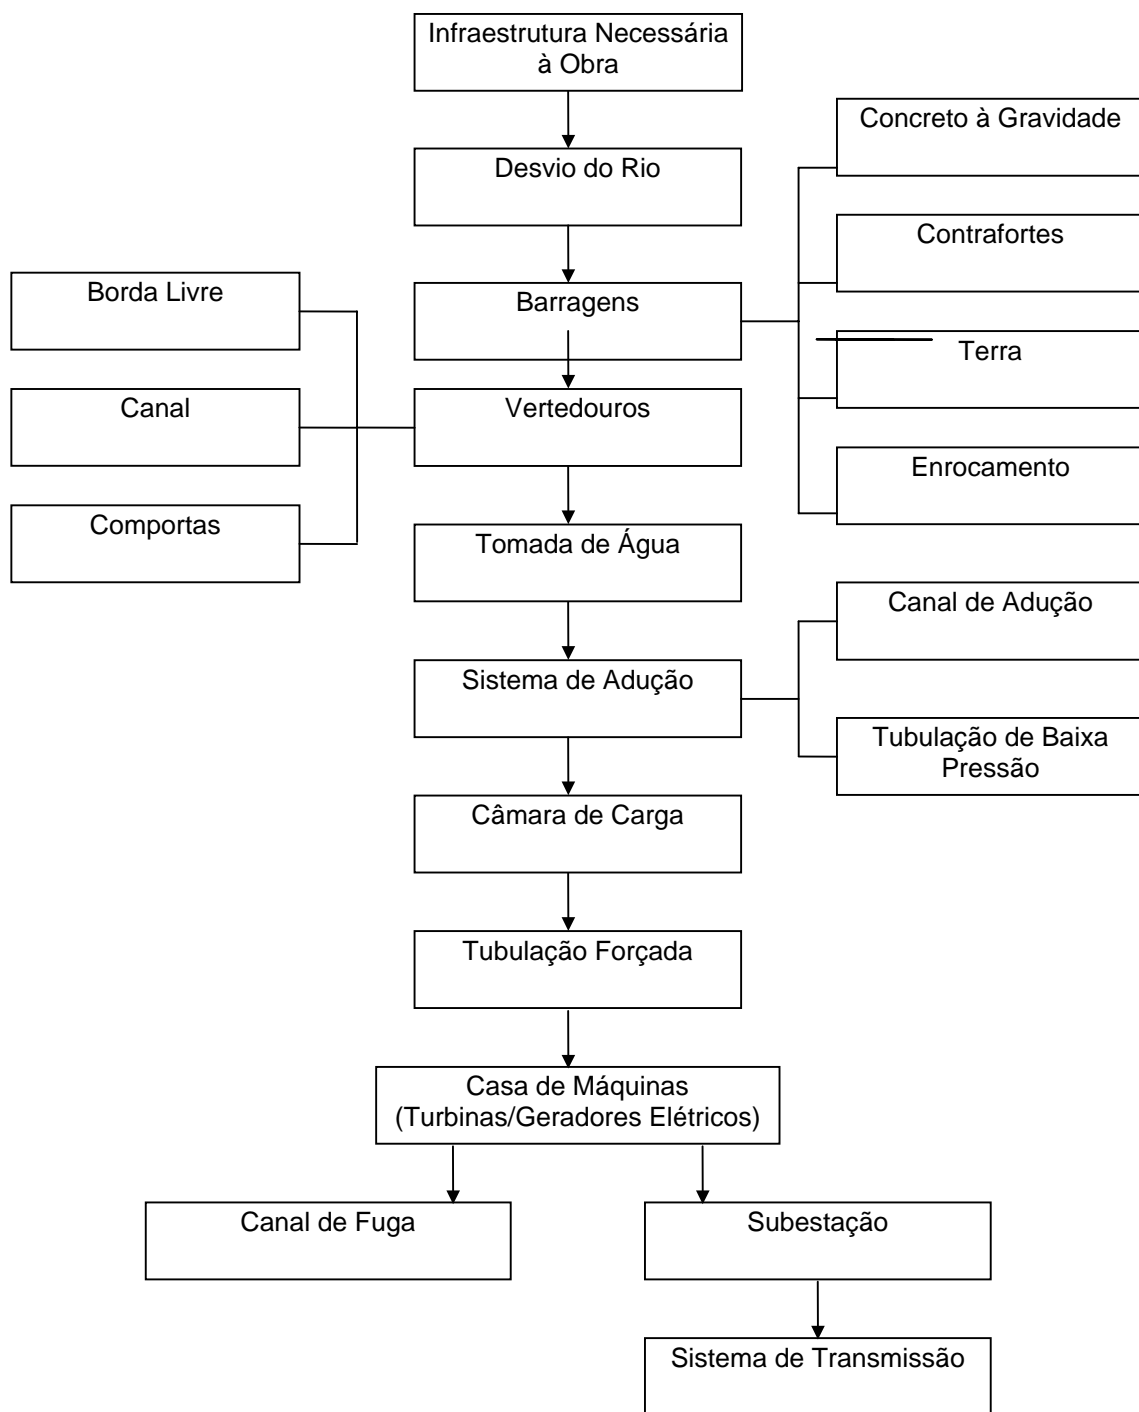 Infraestrutura Necessária
à Obra
Concreto à Gravidade
Desvio do Rio
Contrafortes
Borda Livre
Barragens
Terra
Canal
Vertedouros
Enrocamento
Comportas
Tomada de Água
Canal de Adução
Sistema de Adução
Tubulação de Baixa
Pressão
Câmara de Carga
Tubulação Forçada
Casa de Máquinas
(Turbinas/Geradores Elétricos)
Canal de Fuga
Subestação
Sistema de Transmissão